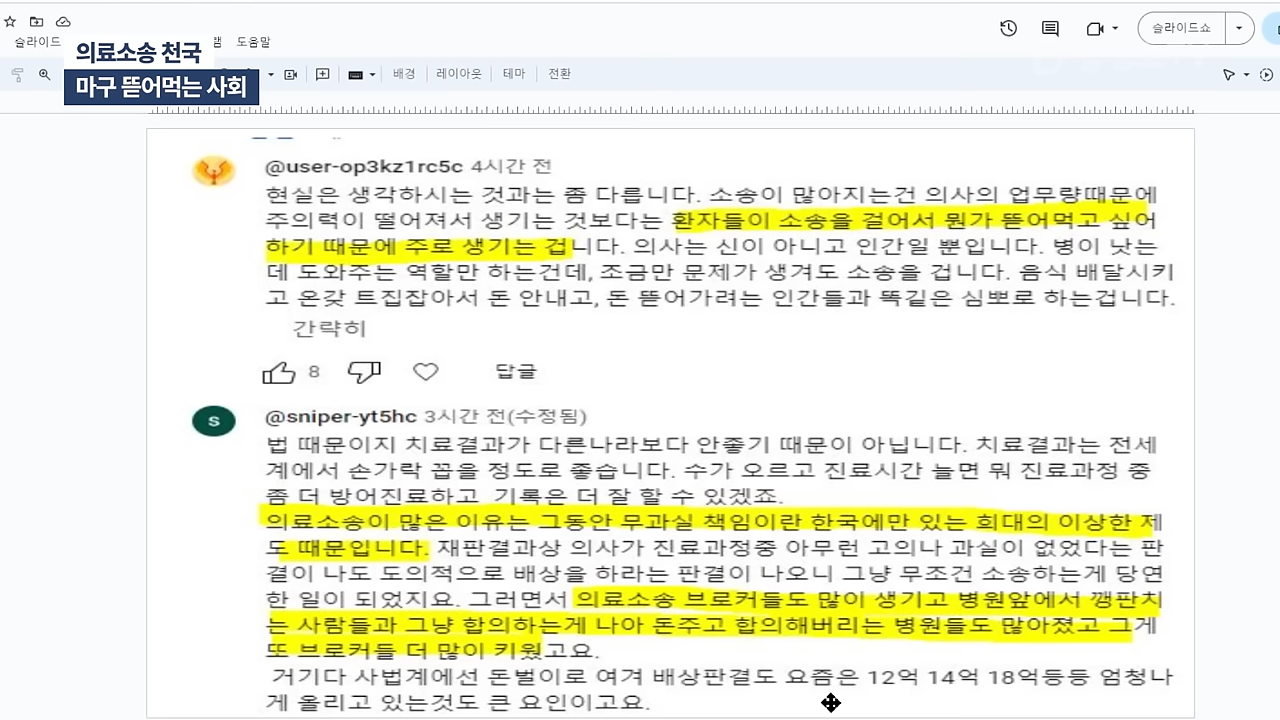 슬라이드
의료소송 천국
도움말
슬라이드쇼
마구 뜯어먹는 사회
배경
레이아웃
테마
전환
@user-op3kz1rc5c 4시간 전
현실은 생각하시는 것과는 좀 다릅니다. 소송이 많아지는건 의사의 업무량때문에
주의력이 떨어져서 생기는 것보다는 환자들이 소송을 걸어서 뭔가 뜯어먹고 싶어
하기 때문에 주로 생기는 겁니다. 의사는 신이 아니고 인간일 뿐입니다. 병이 낫는
데 도와주는 역할만 하는건데, 조금만 문제가 생겨도 소송을 겁니다. 음식 배달시키
고 온갖 트집잡아서 돈 안내고, 돈 뜯어가려는 인간들과 똑같은 심뽀로 하는겁니다.
간략히
8
답글
S
@sniper-yt5hc 3시간 전(수정됨)
법 때문이지 치료결과가 다른나라보다 안좋기 때문이 아닙니다. 치료결과는 전세
계에서 손가락 꼽을 정도로 좋습니다. 수가 오르고 진료시간 늘면 뭐 진료과정 중
좀 더 방어진료하고 기록은 더 잘 할 수 있겠죠.
의료소송이 많은 이유는 그동안 무과실 책임이란 한국에만 있는 희대의 이상한 제
도 때문입니다. 재판결과상 의사가 진료과정중 아무런 고의나 과실이 없었다는 판
결이 나도 도의적으로 배상을 하라는 판결이 나오니 그냥 무조건 소송하는게 당연
한 일이 되었지요. 그러면서 의료소송 브로커들도 많이 생기고 병원앞에서 깽판치
는 사람들과 그냥 합의하는게 나아 돈주고 합의해버리는 병원들도 많아졌고 그게
또 브로커들 더 많이 키웠고요.
거기다 사법계에선 돈벌이로 여겨 배상판결도 요즘은 12억 14억 18억등등 엄청나
게 올리고 있는것도 큰 요인이고요.